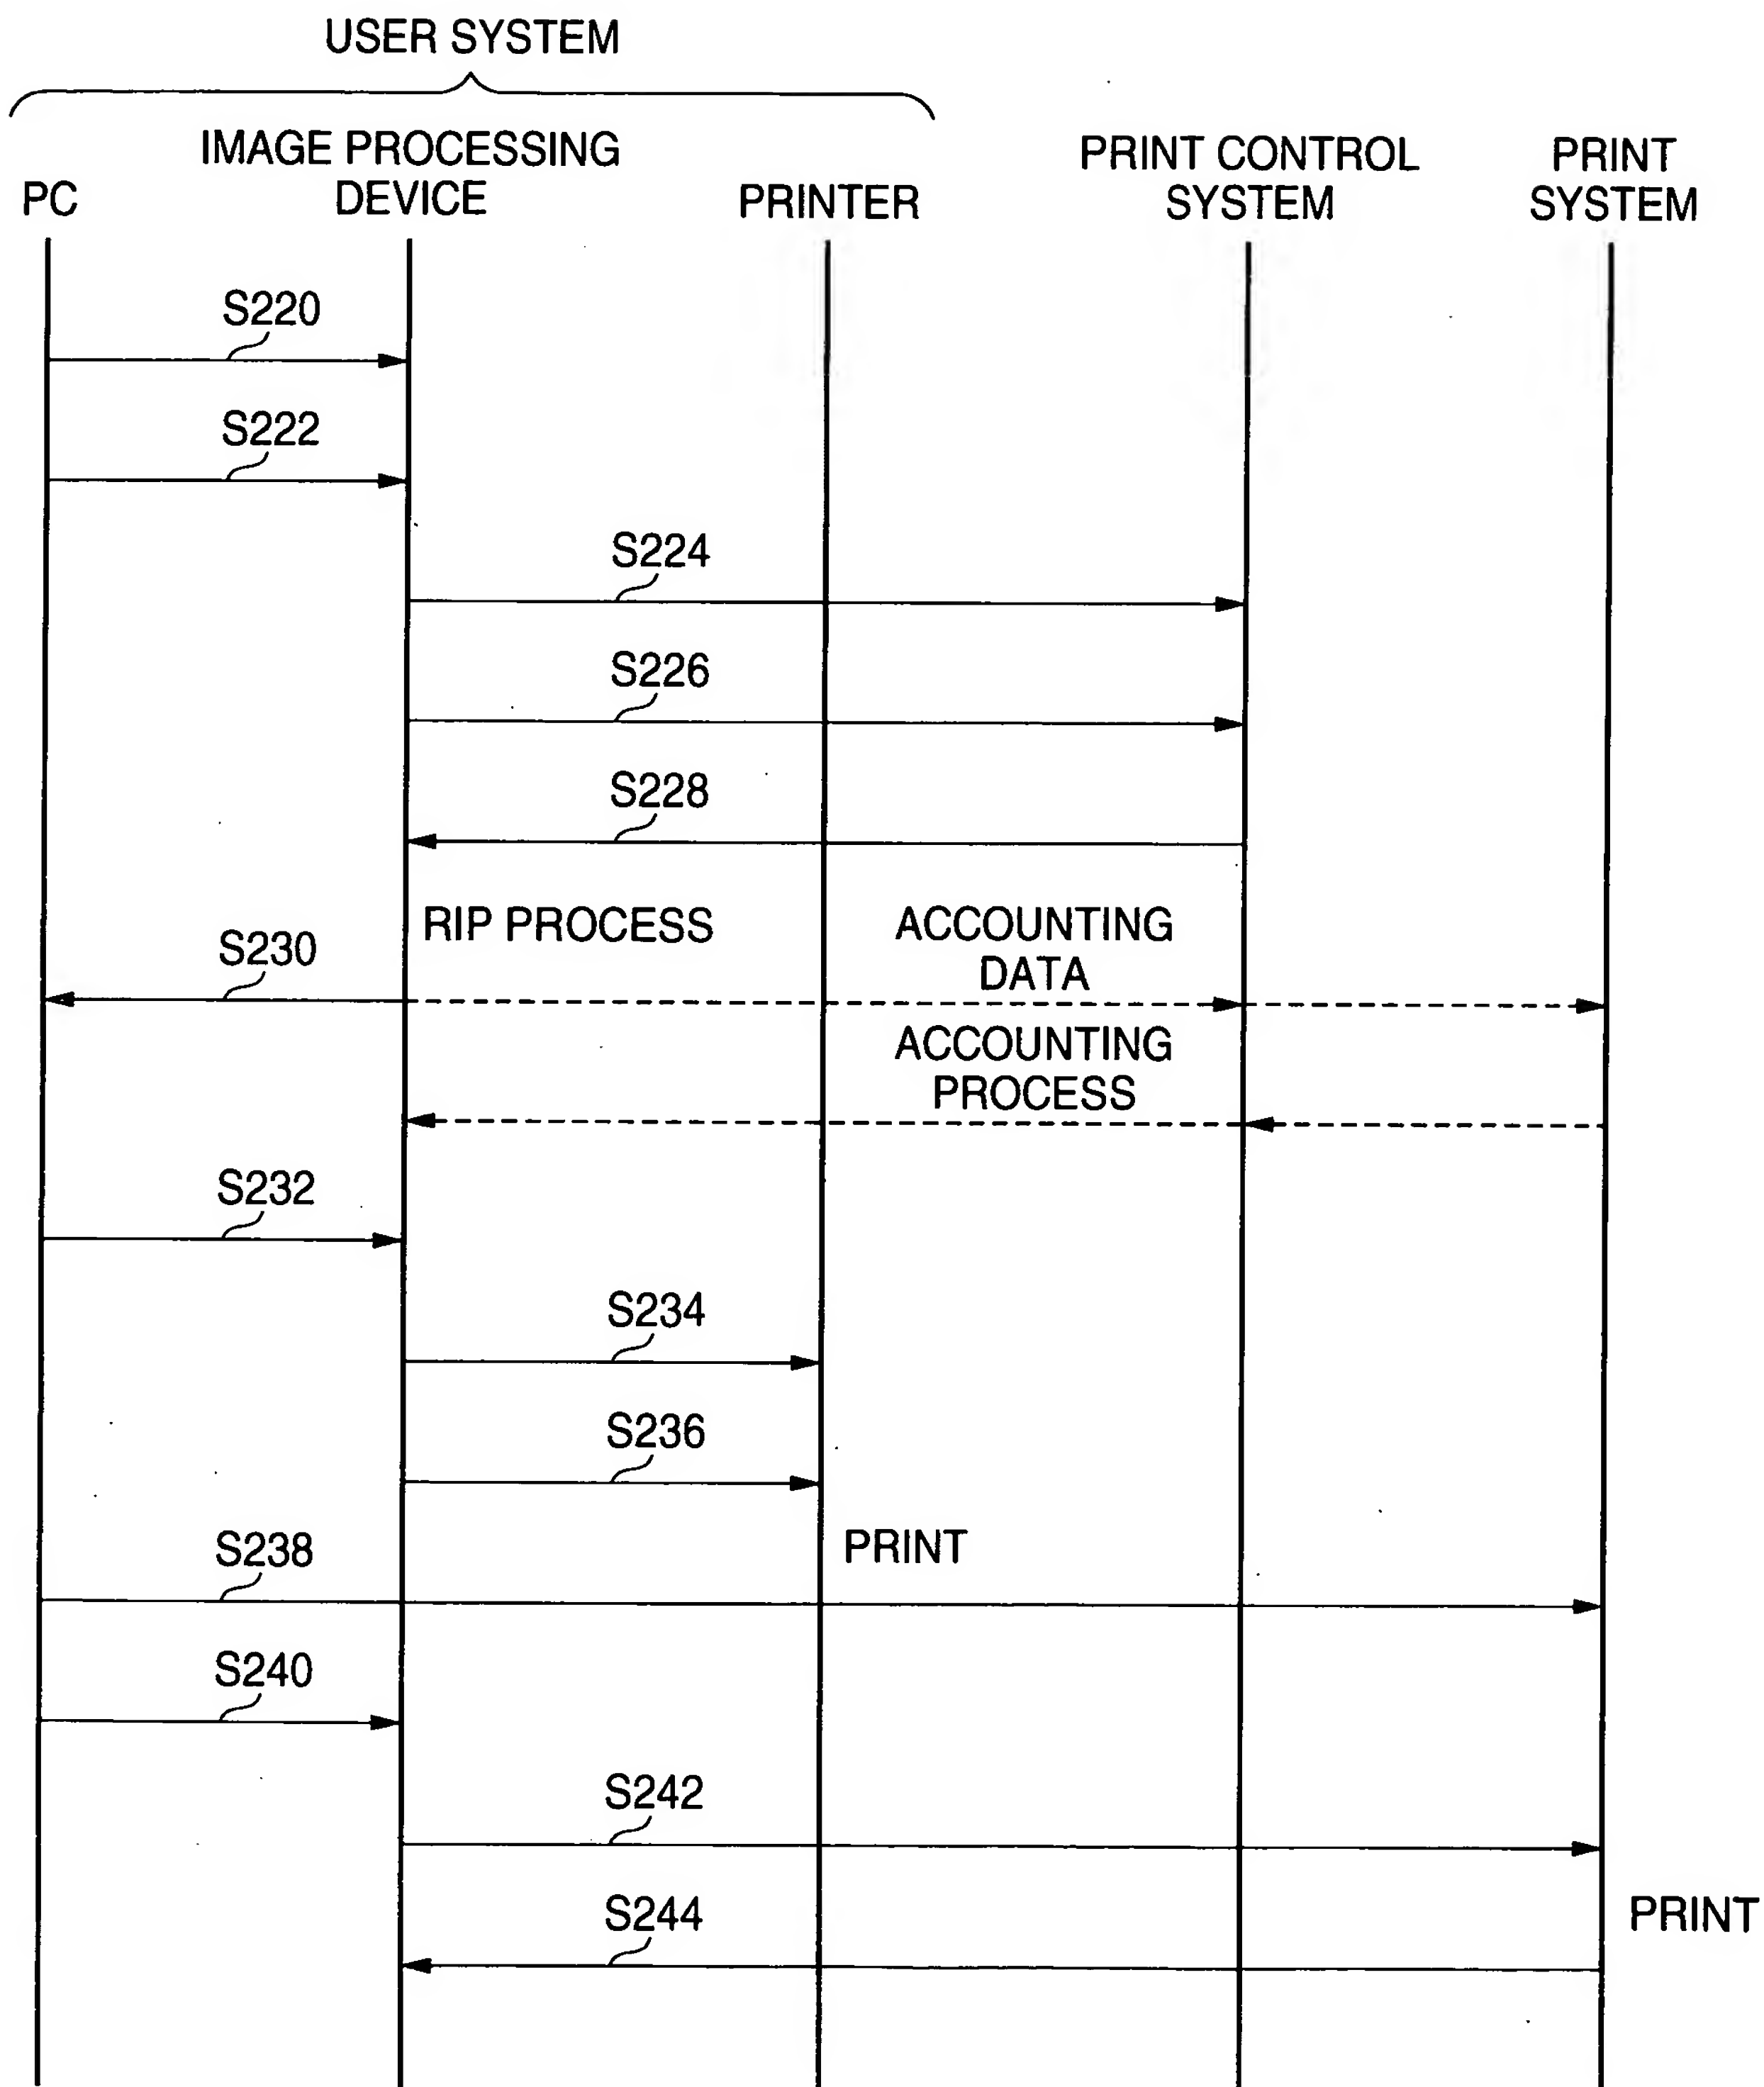 USER SYSTEM
IMAGE PROCESSING
DEVICE
PC
PRINTER
PRINT CONTROL
SYSTEM
PRINT
SYSTEM
S220
S222
S224
S226
S228
RIP PROCESS
ACCOUNTING
DATA
S230
ACCOUNTING
PROCESS
S232
S234
S236
PRINT
S238
S240
S242
S244
PRINT